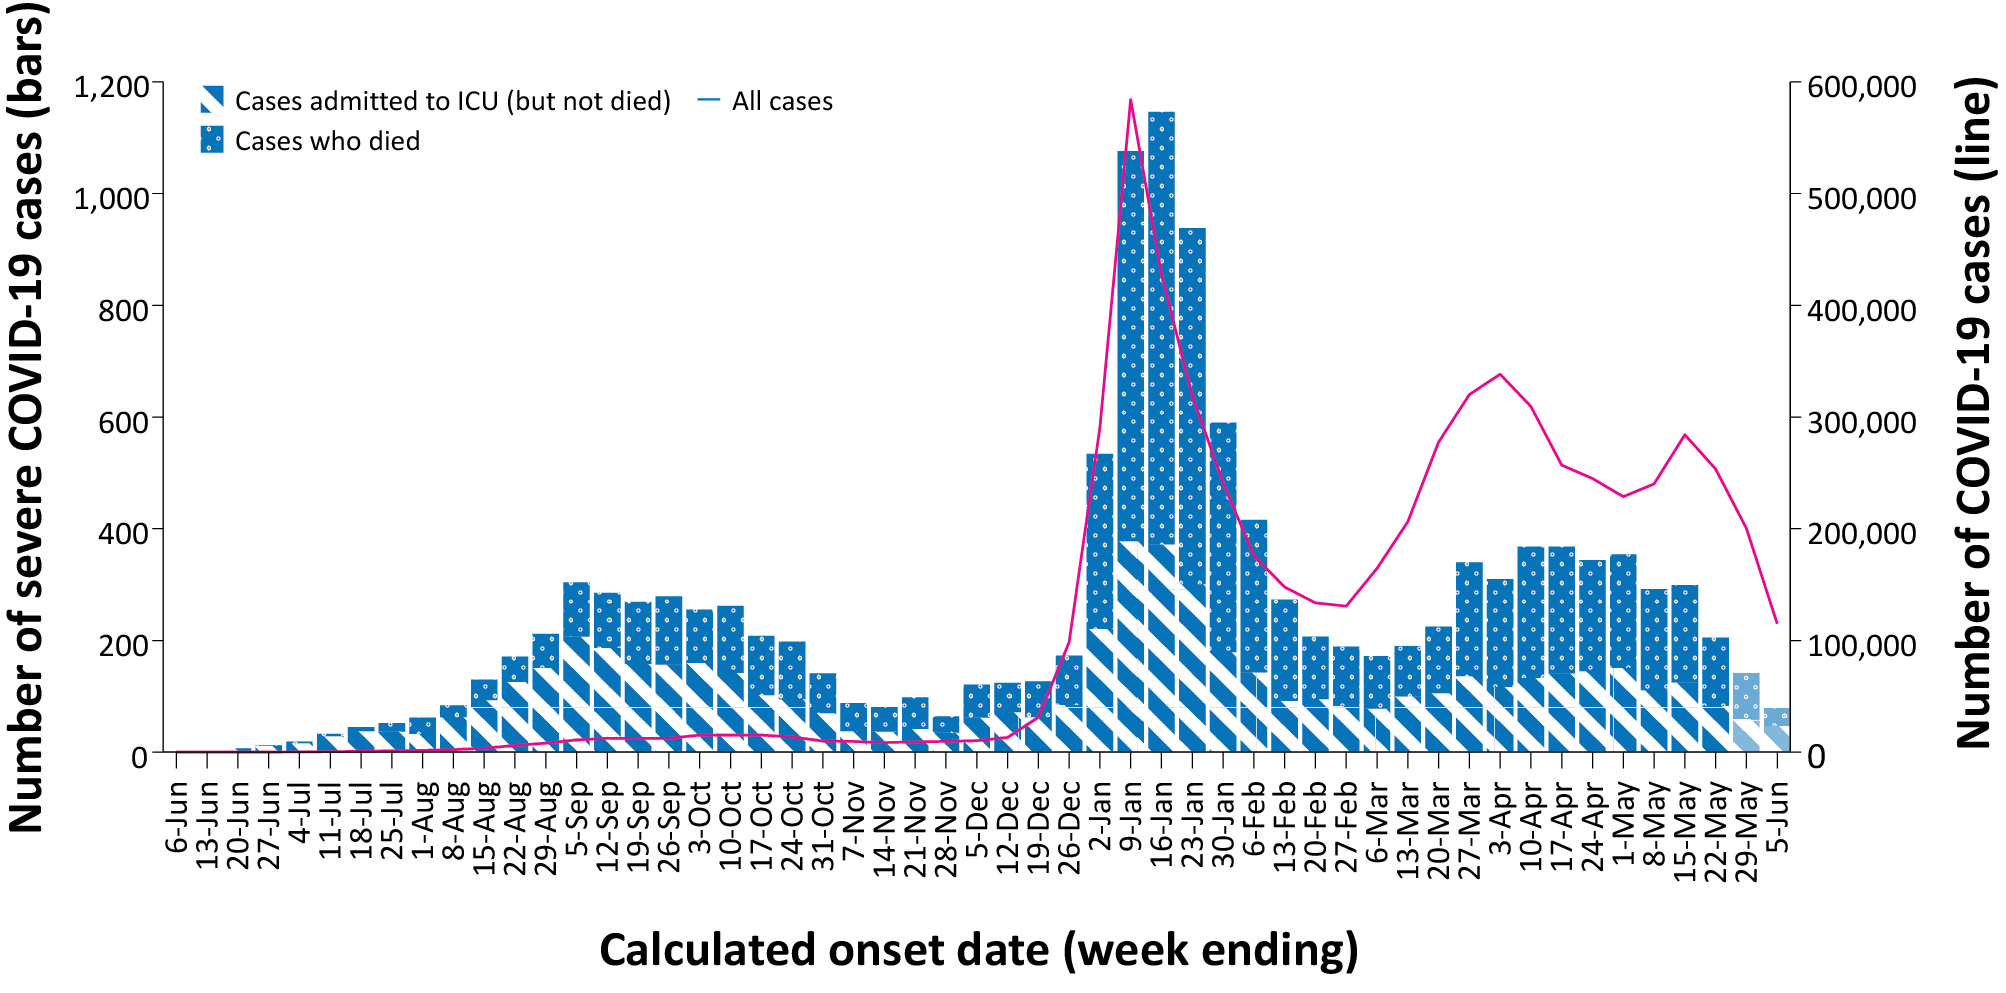 Number of severe COVID-19 cases (bars)
1,200
1,000
800
600
400
200
0
Cases admitted to ICU (but not died)
All cases
Cases who died
600,000
500,000
400,000
300,000
200,000
100,000
0
Number of COVID-19 cases (line)
6-Jun
13-Jun
20-Jun
27-Jun
4-Jul
11-Jul
18-Jul
25-Jul
1-Aug
8-Aug
15-Aug
22-Aug
29-Aug
5-Sep
12-Sep
19-Sep
26-Sep
3-Oct
10-Oct
17-Oct
24-Oct
31-Oct
7-Nov
14-Nov
21-Nov
28-Nov
5-Dec
12-Dec
19-Dec
26-Dec
2-Jan
9-Jan
16-Jan
23-Jan
30-Jan
6-Feb
13-Feb
20-Feb
27-Feb
6-Mar
13-Mar
20-Mar
27-Mar
3-Apr
10-Apr
17-Apr
24-Apr
1-May
8-May
15-May
22-May
29-May
5-Jun
Calculated onset date (week ending)